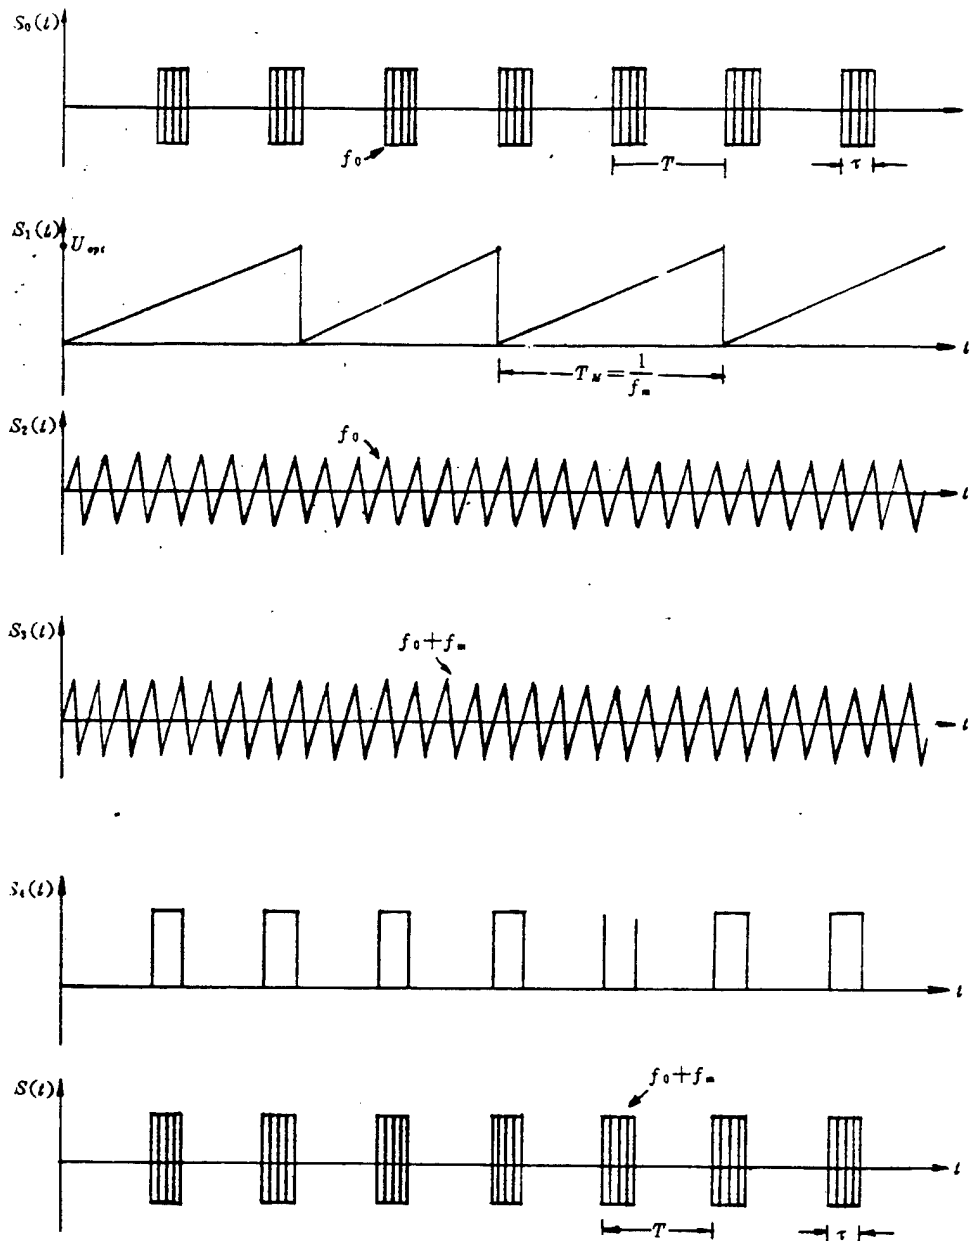 S₀(t)
f₀
T
τ
S₁(t)
U_opt
T_M = 1/f_m
t
S₂(t)
f₀
t
S₃(t)
f₀+f_m
t
S₄(t)
t
S(t)
f₀+f_m
t
T
τ